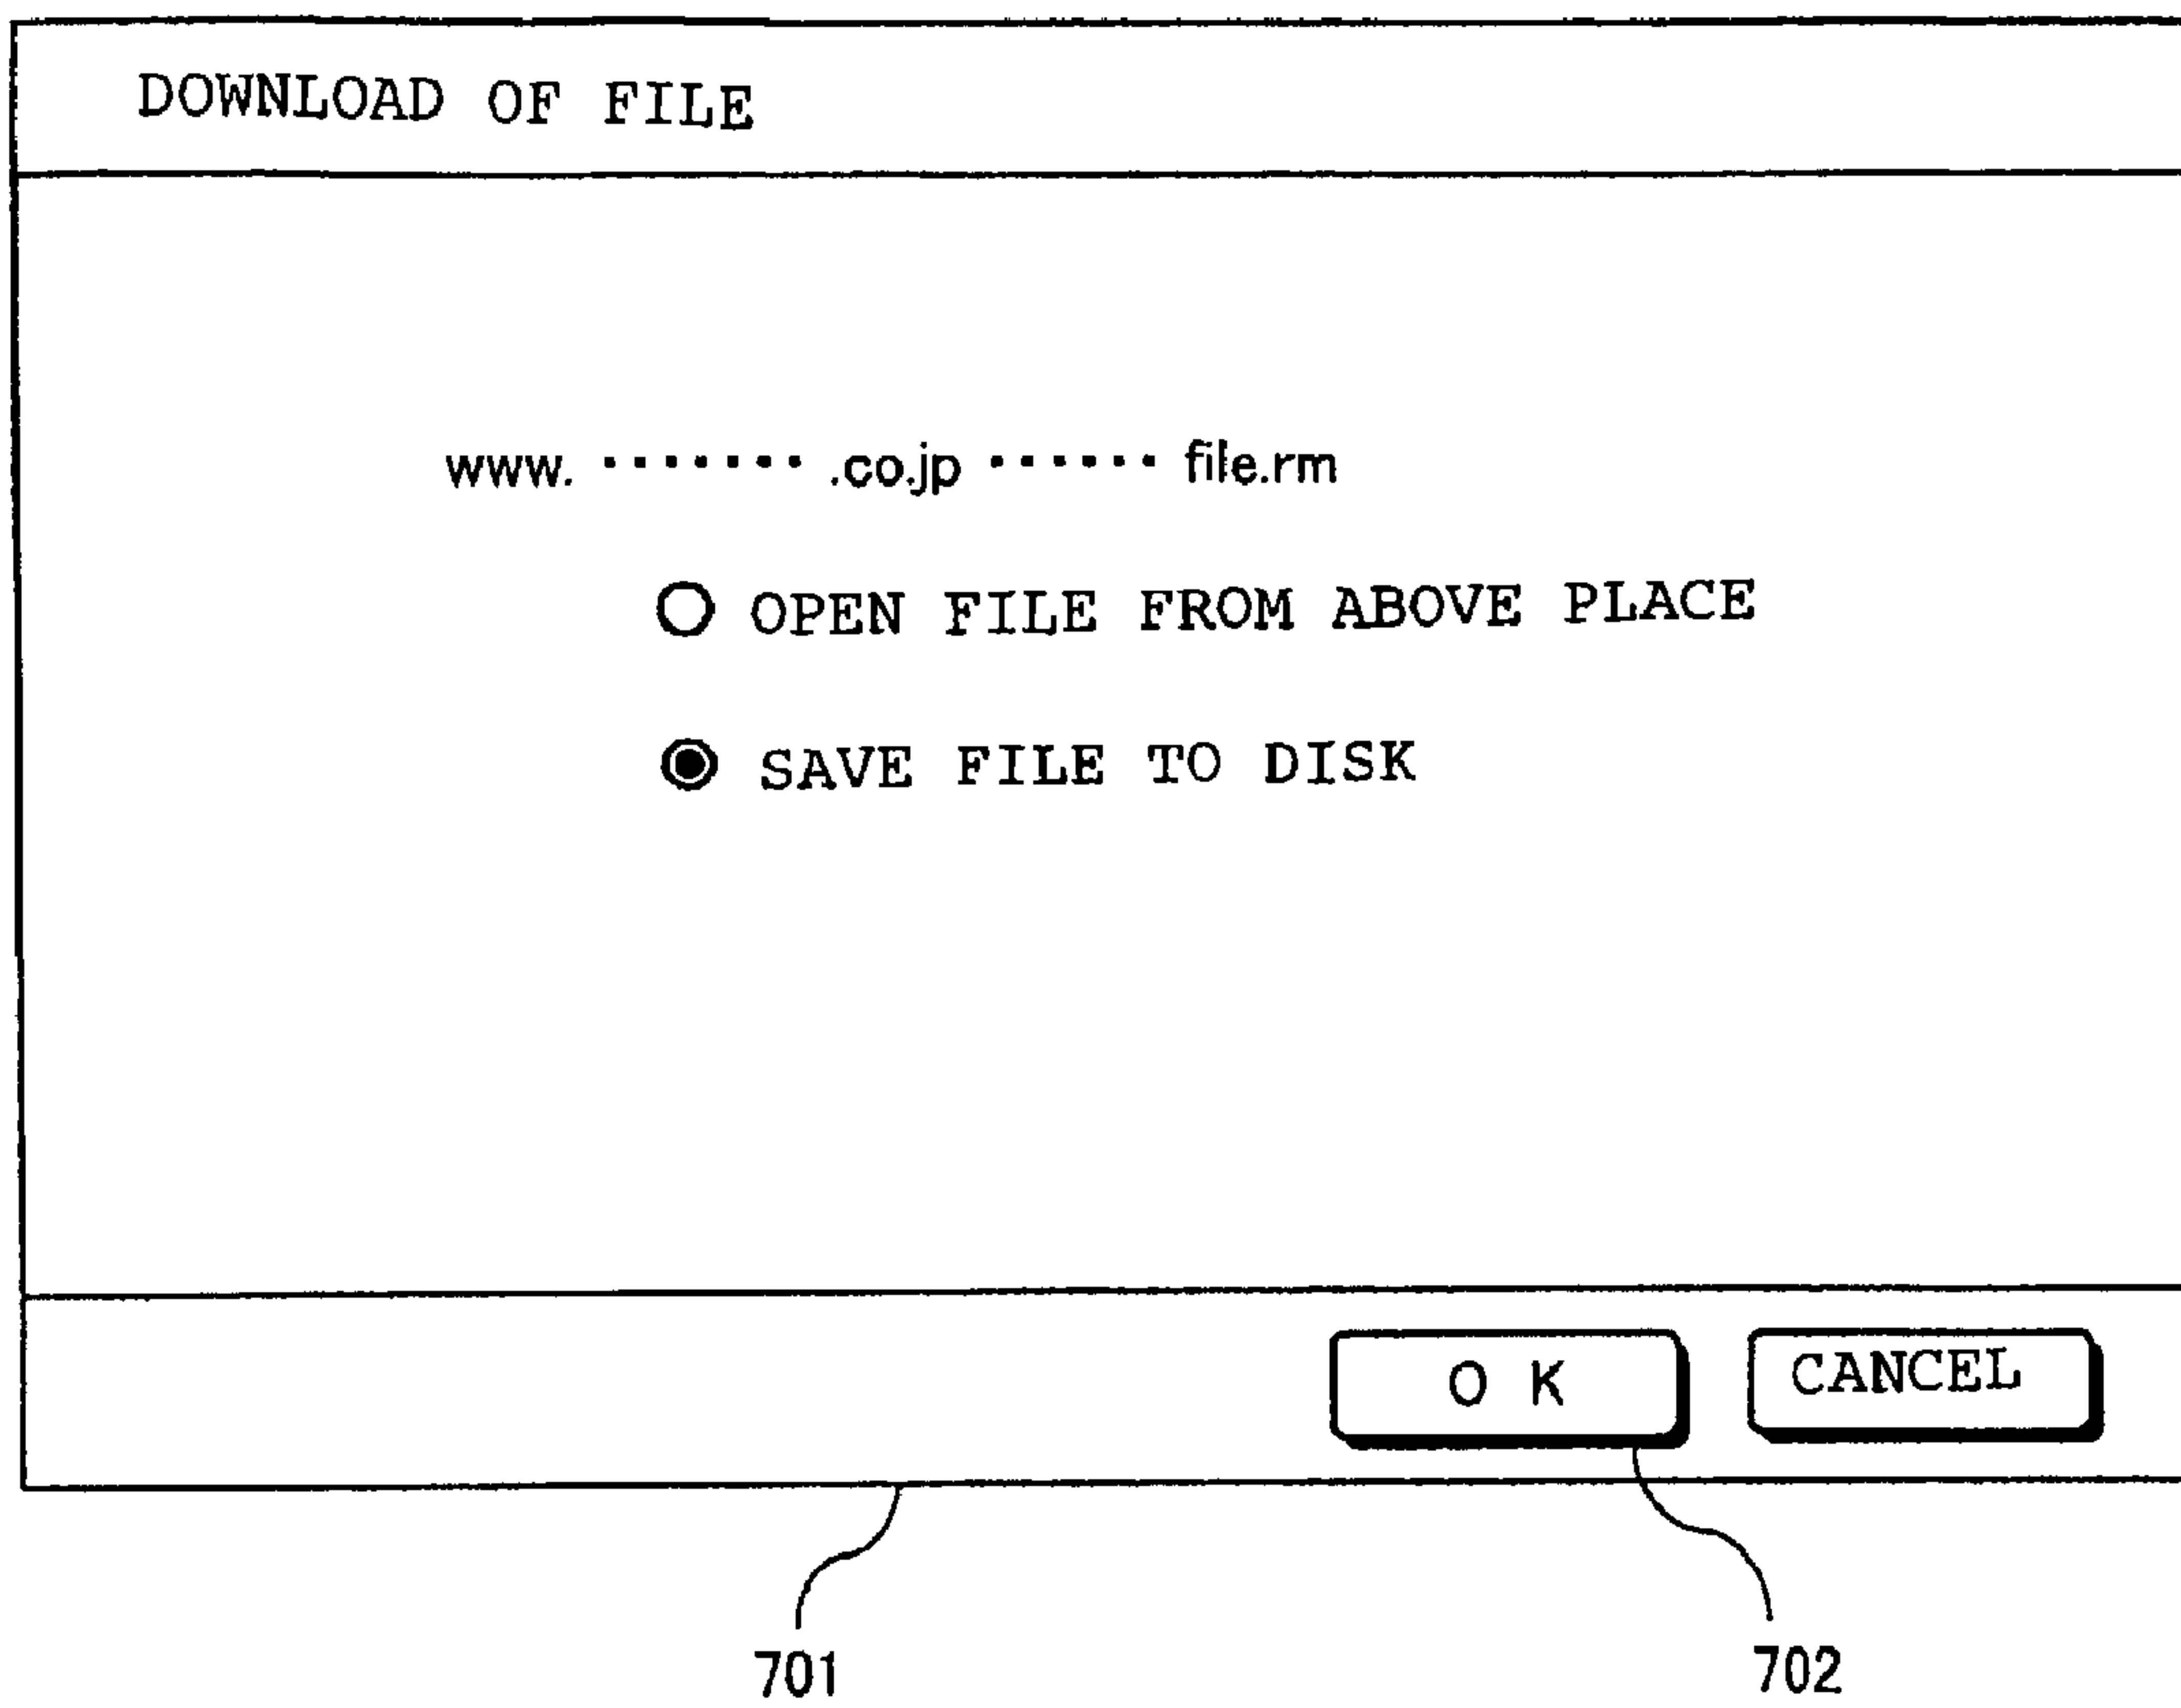 DOWNLOAD OF FILE
www. ······· .co.jp ······ file.rm
OPEN FILE FROM ABOVE PLACE
SAVE FILE TO DISK
O K CANCEL
701 702